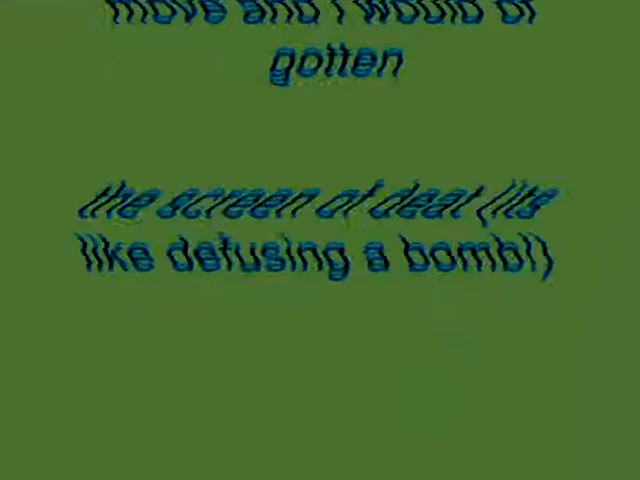 move and i would of
gotten
the screen of deat (its
like defusing a bomb!)